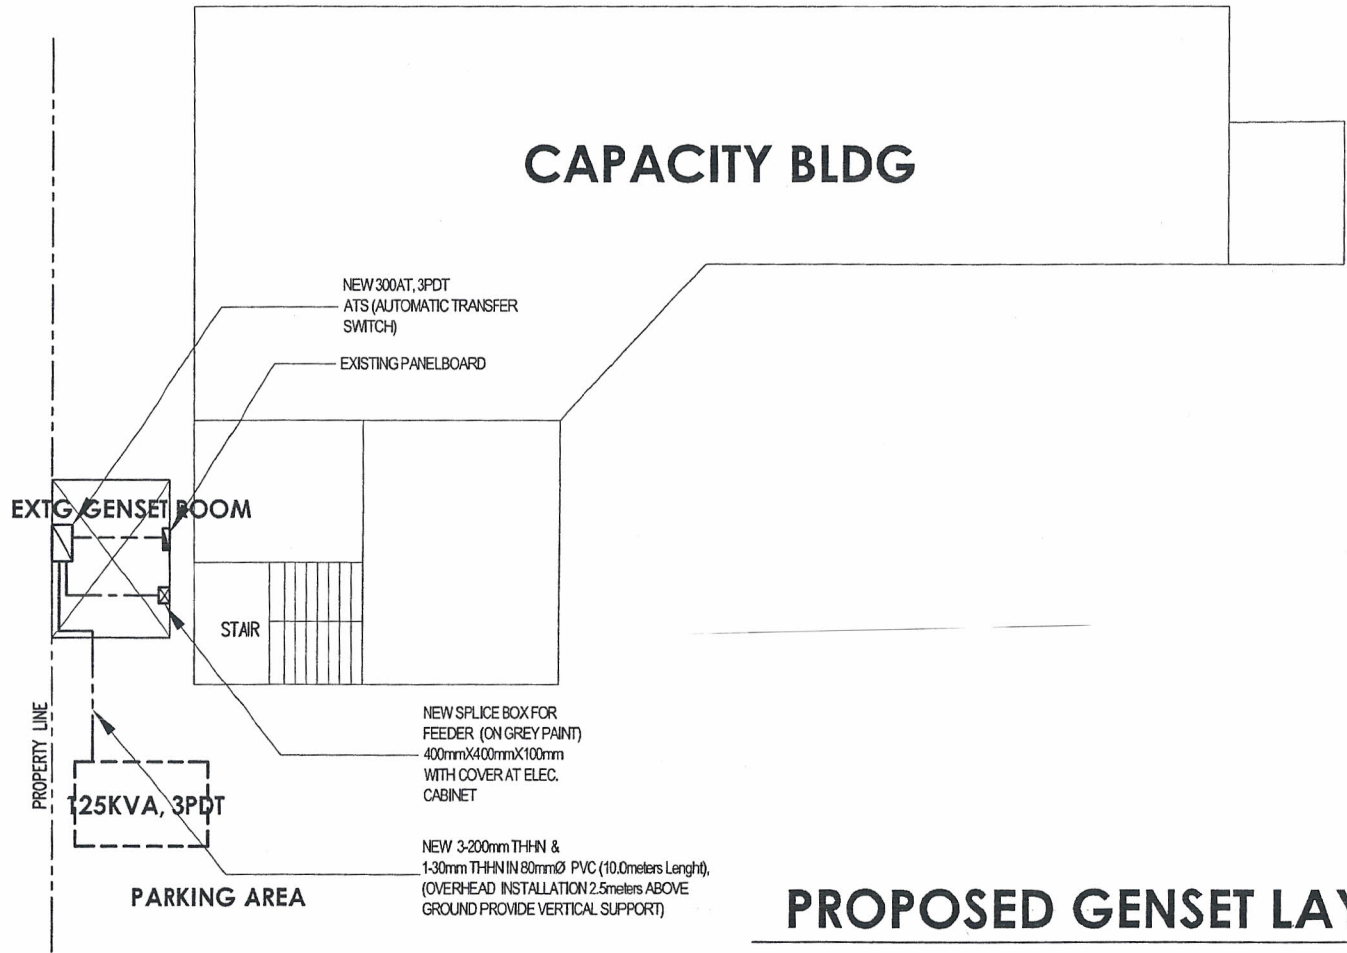 CAPACITY BLDG
NEW 300AT, 3PDT
ATS (AUTOMATIC TRANSFER
SWITCH)
EXISTING PANELBOARD
EXTG GENSET ROOM
STAIR
PROPERTY LINE
NEW SPLICE BOX FOR
FEEDER (ON GREY PAINT)
400mmX400mmX100mm
WITH COVER AT ELEC.
CABINET
125KVA, 3PDT
NEW 3-200mm THHN &
1-30mm THHN IN 80mmØ PVC (10.0meters Lenght),
(OVERHEAD INSTALLATION 2.5meters ABOVE
GROUND PROVIDE VERTICAL SUPPORT)
PARKING AREA
PROPOSED GENSET LAY